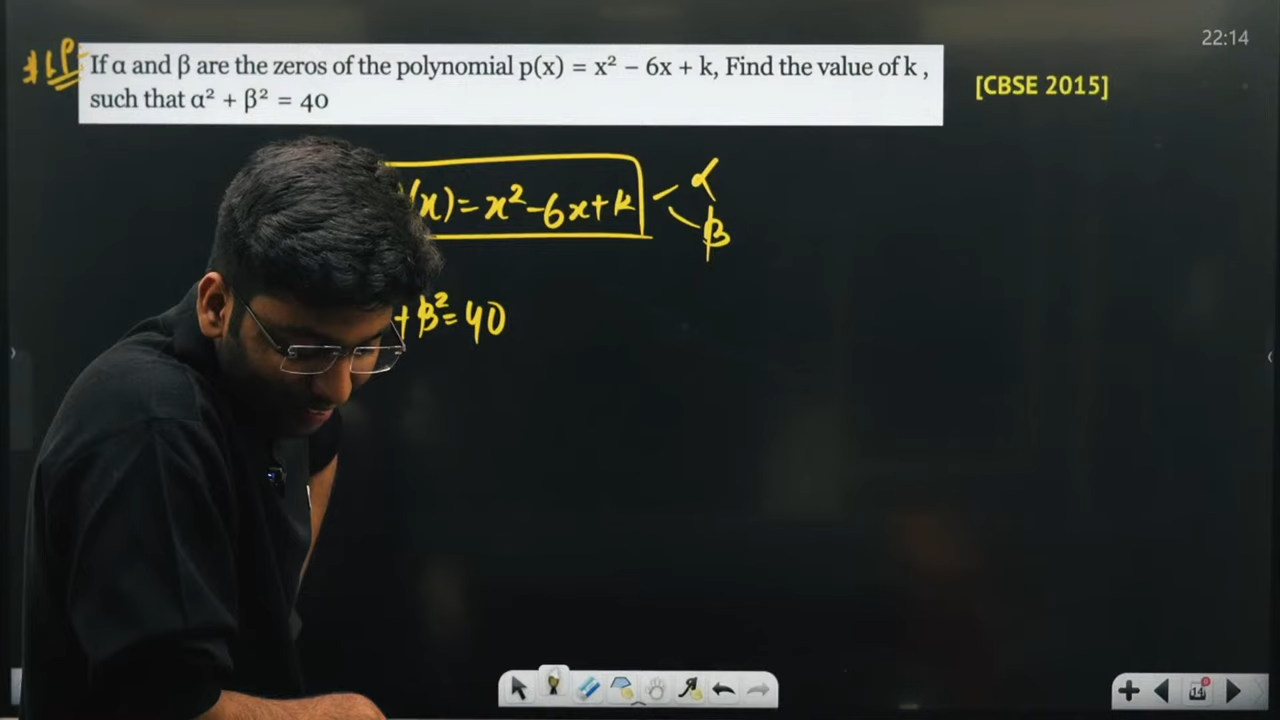 22:14
If α and β are the zeros of the polynomial p(x) = x² − 6x + k, Find the value of k ,
such that α² + β² = 40
[CBSE 2015]
(x) = x² - 6x + k
α
β
+ β² = 40
14